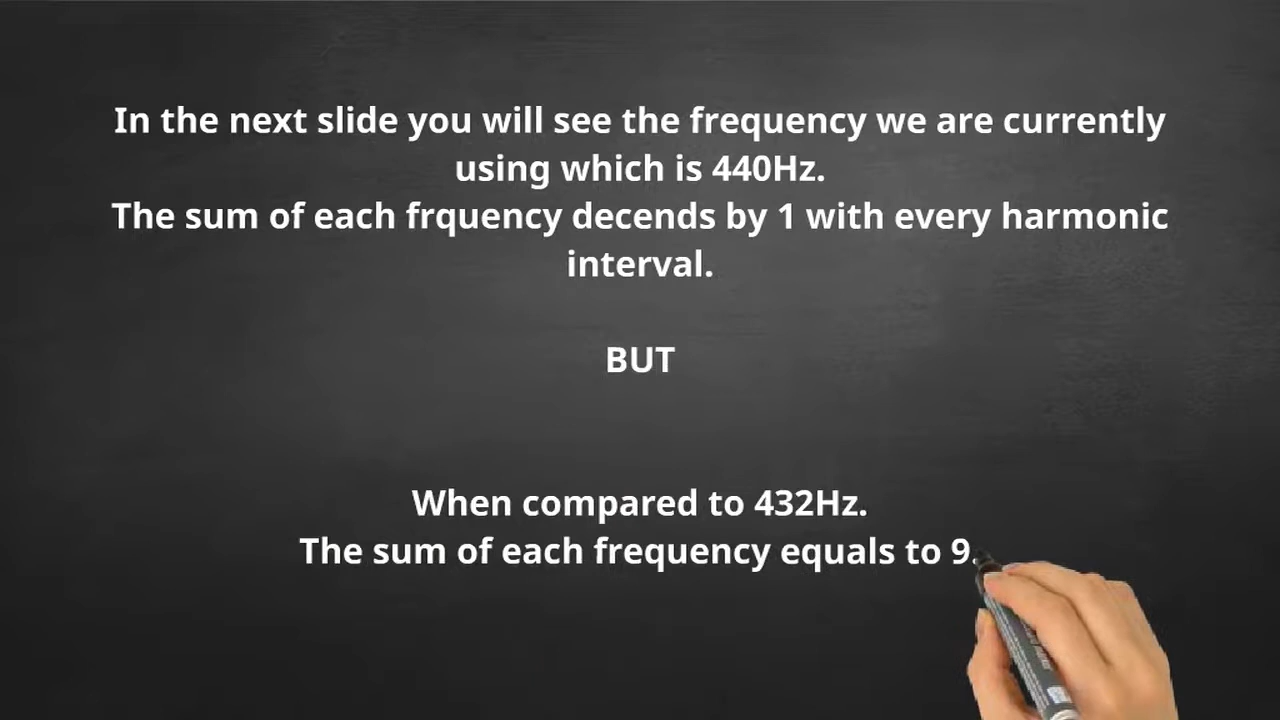 In the next slide you will see the frequency we are currently
using which is 440Hz.
The sum of each frquency decends by 1 with every harmonic
interval.
BUT
When compared to 432Hz.
The sum of each frequency equals to 9.